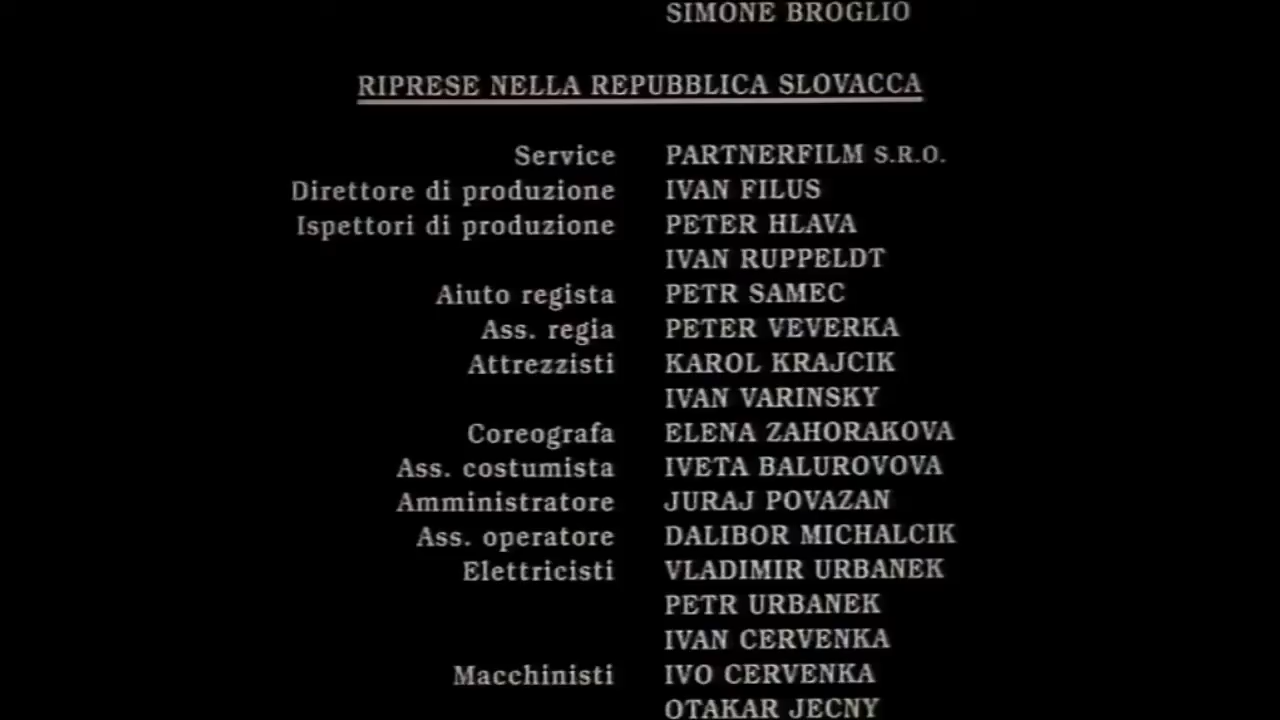 SIMONE BROGLIO
RIPRESE NELLA REPUBBLICA SLOVACCA
Service PARTNERFILM S.R.O.
Direttore di produzione IVAN FILUS
Ispettori di produzione PETER HLAVA
IVAN RUPPELDT
Aiuto regista PETR SAMEC
Ass. regia PETER VEVERKA
Attrezzisti KAROL KRAJCIK
IVAN VARINSKY
Coreografa ELENA ZAHORAKOVA
Ass. costumista IVETA BALUROVOVA
Amministratore JURAJ POVAZAN
Ass. operatore DALIBOR MICHALCIK
Elettricisti VLADIMIR URBANEK
PETR URBANEK
IVAN CERVENKA
Macchinisti IVO CERVENKA
OTAKAR JECNY